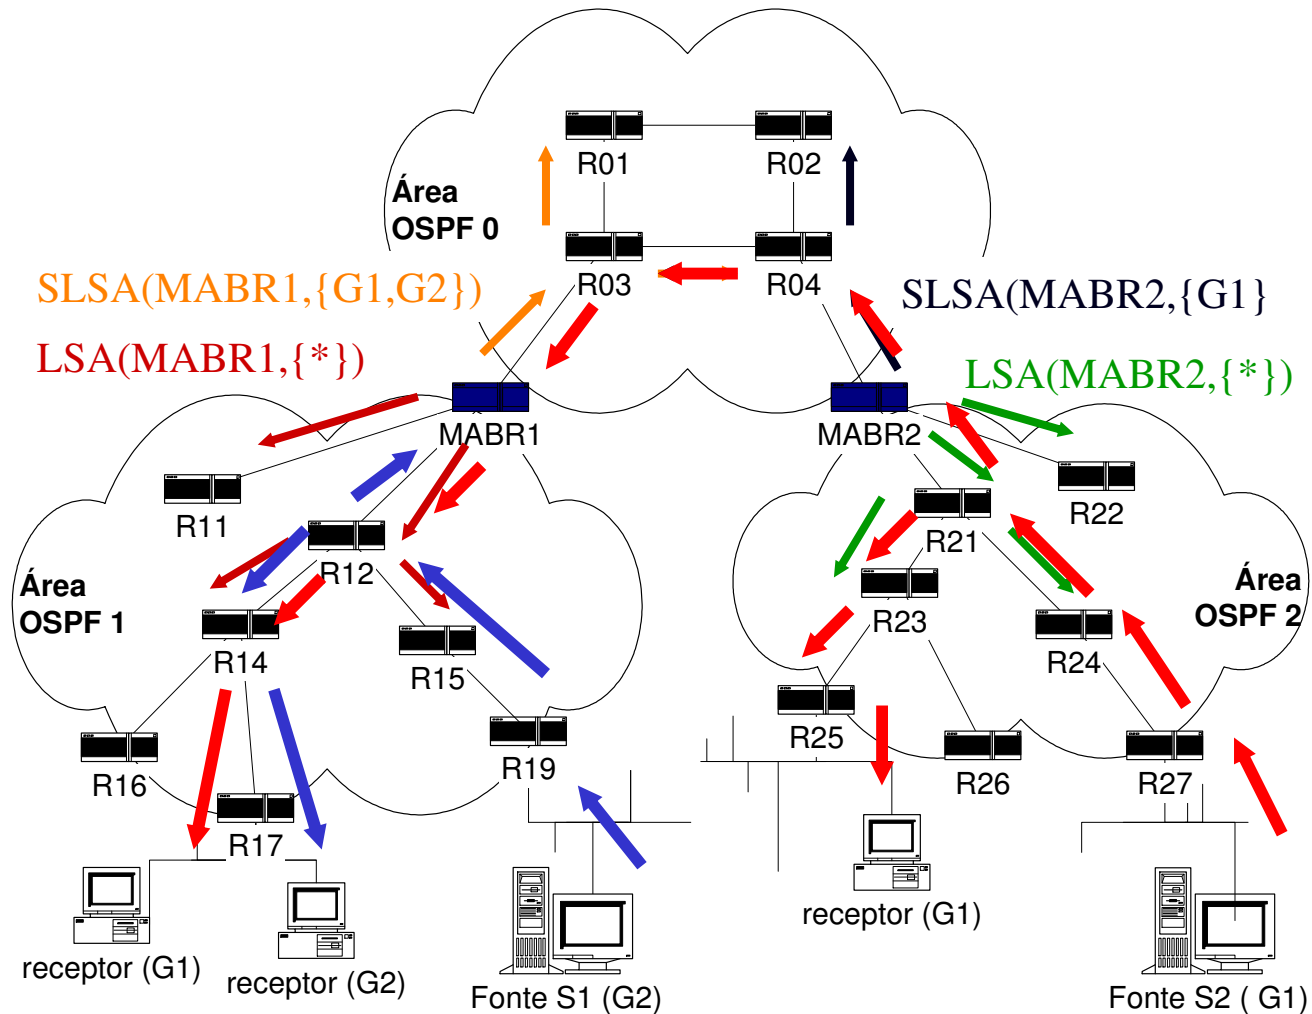 R01
R02
Área
OSPF 0
R03
R04
SLSA(MABR1,{G1,G2})
SLSA(MABR2,{G1}
LSA(MABR1,{*})
LSA(MABR2,{*})
MABR1
MABR2
R11
R22
R12
R21
Área
OSPF 1
Área
OSPF 2
R14
R15
R23
R24
R16
R19
R25
R26
R27
R17
receptor (G1)
receptor (G2)
Fonte S1 (G2)
receptor (G1)
Fonte S2 ( G1)